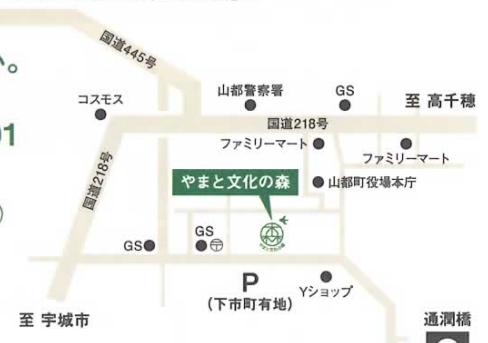 国道445号
い。
コスモス
山都警察署
GS
至 高千穂
国道218号
01
ファミリーマート
ファミリーマート
国道218号
やまと文化の森
山都町役場本庁
GS
GS
P
(下市町有地)
Yショップ
至 宇城市
通潤橋